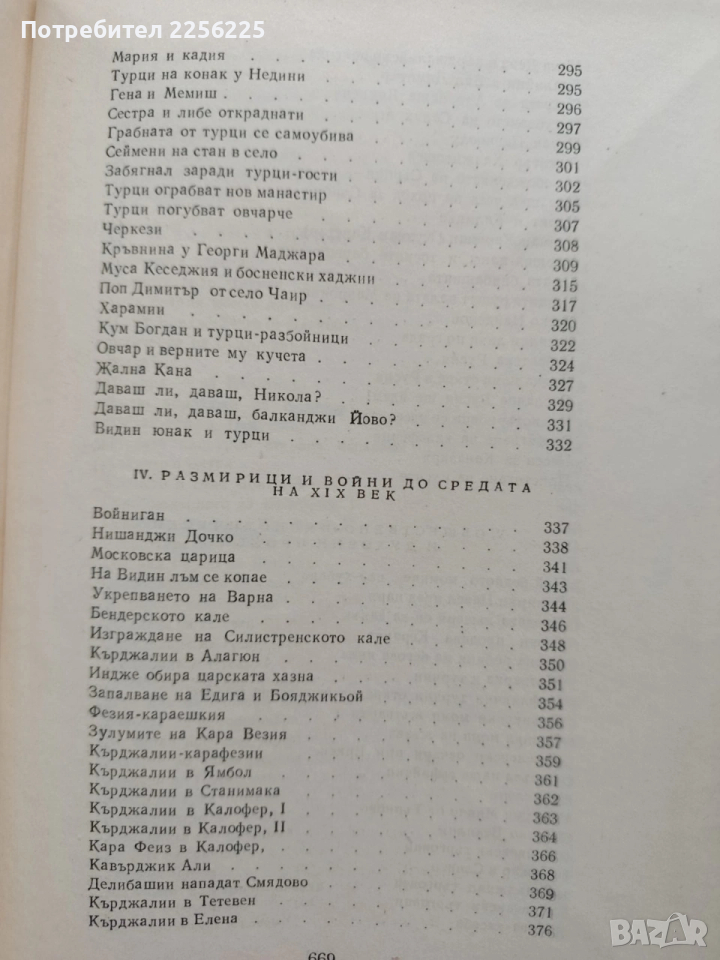 Потребител 2256225
Мария и кадия . . . . . . . . . 295
Турци на конак у Недини . . . . . . . 295
Гена и Мемиш . . . . . . . . . 296
Сестра и либе откраднати . . . . . . . 297
Грабната от турци се самоубива . . . . . . 299
Сеймени на стан в село . . . . . . . 301
Забягнал заради турци-гости . . . . . . 302
Турци ограбват нов манастир . . . . . . 305
Турци погубват овчарче . . . . . . . 307
Черкези . . . . . . . . . . 308
Кръвнина у Георги Маджара . . . . . . 309
Муса Кеседжия и босненски хаджии . . . . . 315
Поп Димитър от село Чаир . . . . . . 317
Харамии . . . . . . . . . . 320
Кум Богдан и турци-разбойници . . . . . . 322
Овчар и верните му кучета . . . . . . 324
Жална Кана . . . . . . . . . 327
Даваш ли, даваш, Никола? . . . . . . 329
Даваш ли, даваш, балканджи Йово? . . . . . 331
Видин юнак и турци . . . . . . . 332
IV. РАЗМИРИЦИ И ВОЙНИ ДО СРЕДАТА
НА XIX ВЕК
Войниган . . . . . . . . . . 337
Нишанджи Дочко . . . . . . . . 338
Московска царица . . . . . . . . 341
На Видин лъм се копае . . . . . . . 343
Укрепването на Варна . . . . . . . 344
Бендерското кале . . . . . . . . 346
Изграждане на Силистренското кале . . . . . 348
Кърджалии в Алагюн . . . . . . . 350
Индже обира царската хазна . . . . . . 351
Запалване на Едига и Бояджикьой . . . . . 354
Фезия-караешкия . . . . . . . . 356
Зулумите на Кара Везия . . . . . . . 357
Кърджалии-карафезии . . . . . . . 359
Кърджалии в Ямбол . . . . . . . 361
Кърджалии в Станимака . . . . . . . 362
Кърджалии в Калофер, I . . . . . . . 363
Кърджалии в Калофер, II . . . . . . . 364
Кара Феиз в Калофер, . . . . . . . 366
Кавърджик Али . . . . . . . . 368
Делибашии нападат Смядово . . . . . . 369
Кърджалии в Тетевен . . . . . . . 371
Кърджалии в Елена . . . . . . . 376
669
bazar